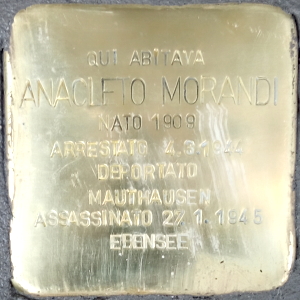 QUI ABITAVA
ANACLETO MORANDI
NATO 1909
ARRESTATO 4.3.1944
DEPORTATO
MAUTHAUSEN
ASSASSINATO 27.1.1945
EBENSEE